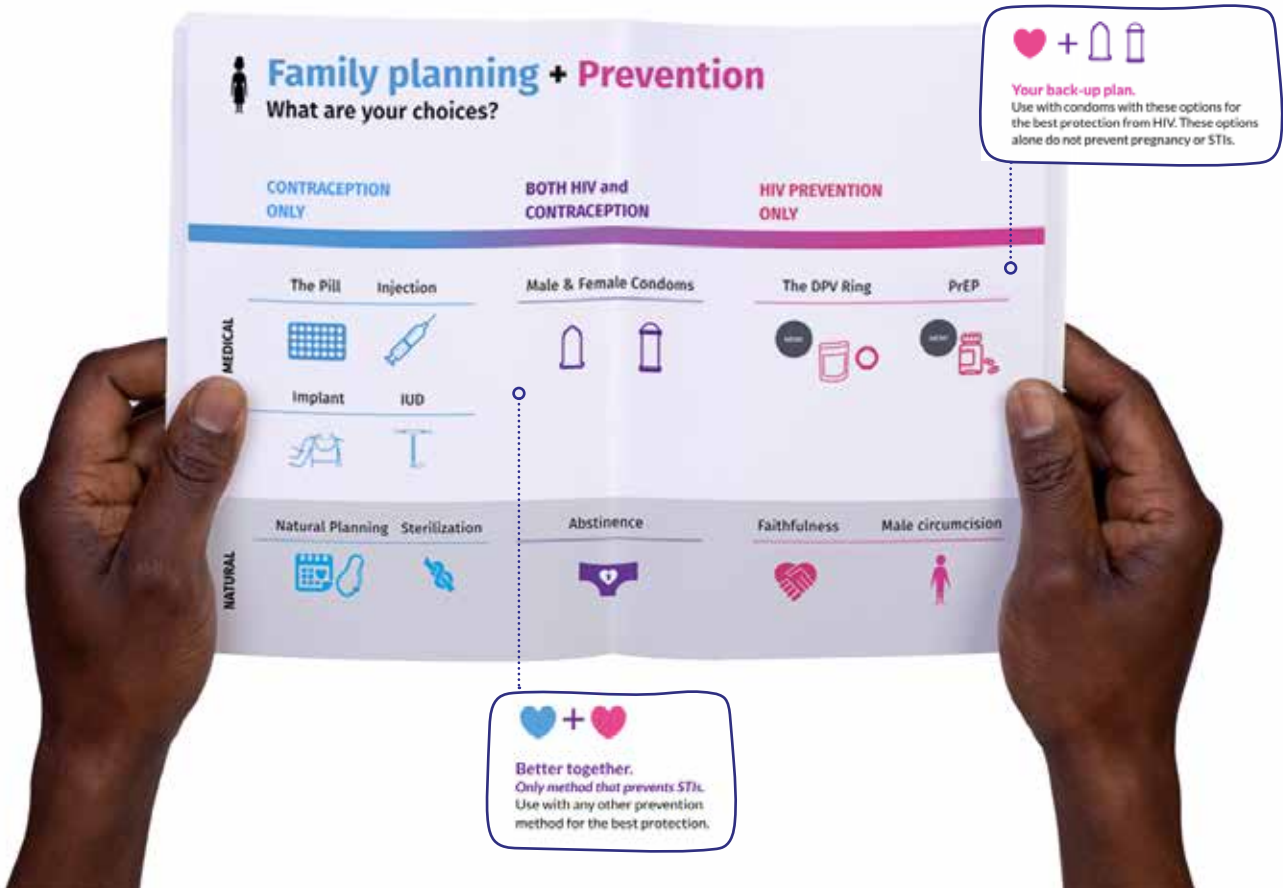 Family planning + Prevention
What are your choices?
Your back-up plan.
Use with condoms with these options for
the best protection from HIV. These options
alone do not prevent pregnancy or STIs.
CONTRACEPTION
ONLY
BOTH HIV and
CONTRACEPTION
HIV PREVENTION
ONLY
MEDICAL
The Pill
Injection
Male & Female Condoms
The DPV Ring
PrEP
Implant
IUD
NATURAL
Natural Planning
Sterilization
Abstinence
Faithfulness
Male circumcision
Better together.
Only method that prevents STIs.
Use with any other prevention
method for the best protection.